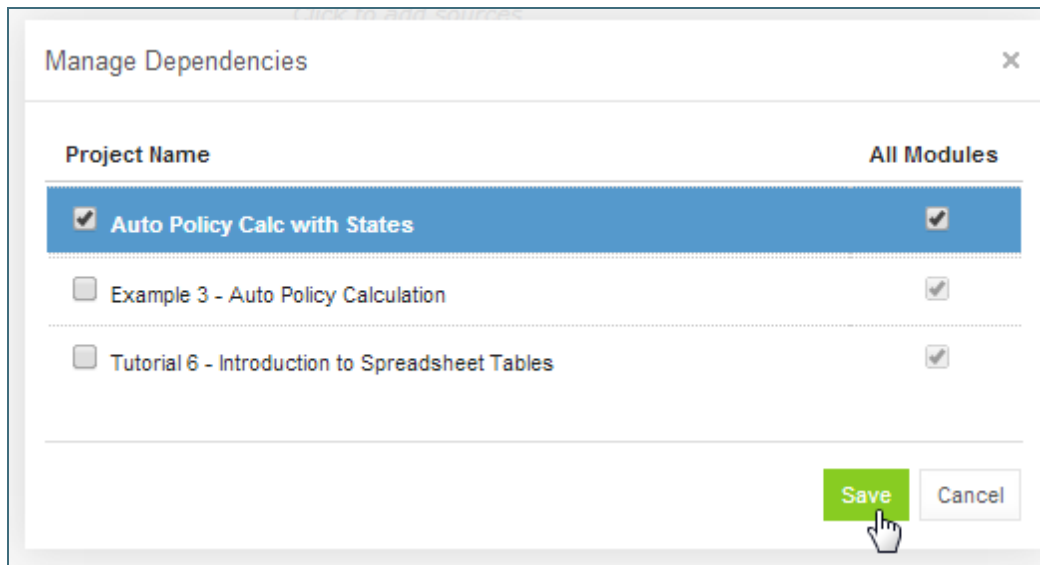 Click to add sources
Manage Dependencies ×
Project Name All Modules
Auto Policy Calc with States
Example 3 - Auto Policy Calculation
Tutorial 6 - Introduction to Spreadsheet Tables
Save Cancel